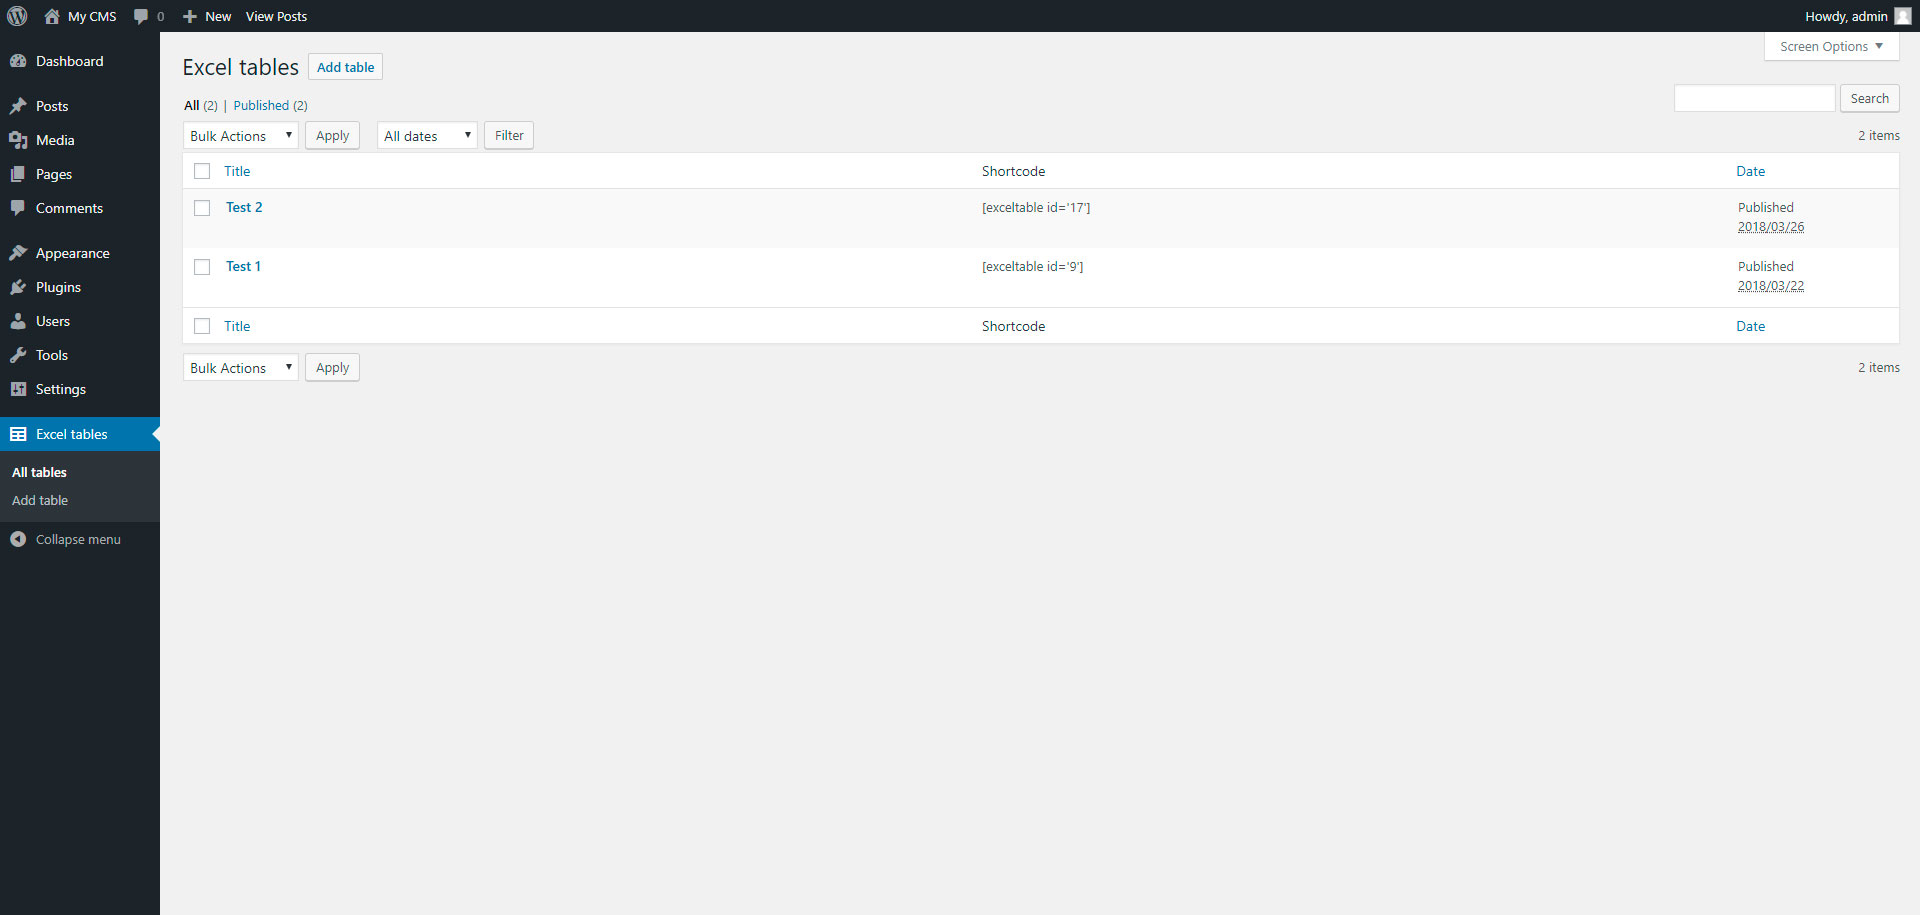 My CMS 0 New View Posts Howdy, admin
Dashboard
Posts
Media
Pages
Comments
Appearance
Plugins
Users
Tools
Settings
Excel tables
All tables
Add table
Collapse menu
Screen Options
Excel tables Add table
All (2) | Published (2)
Search
Bulk Actions Apply All dates Filter 2 items
Title Shortcode Date
Test 2 [exceltable id='17'] Published
2018/03/26
Test 1 [exceltable id='9'] Published
2018/03/22
Title Shortcode Date
Bulk Actions Apply 2 items